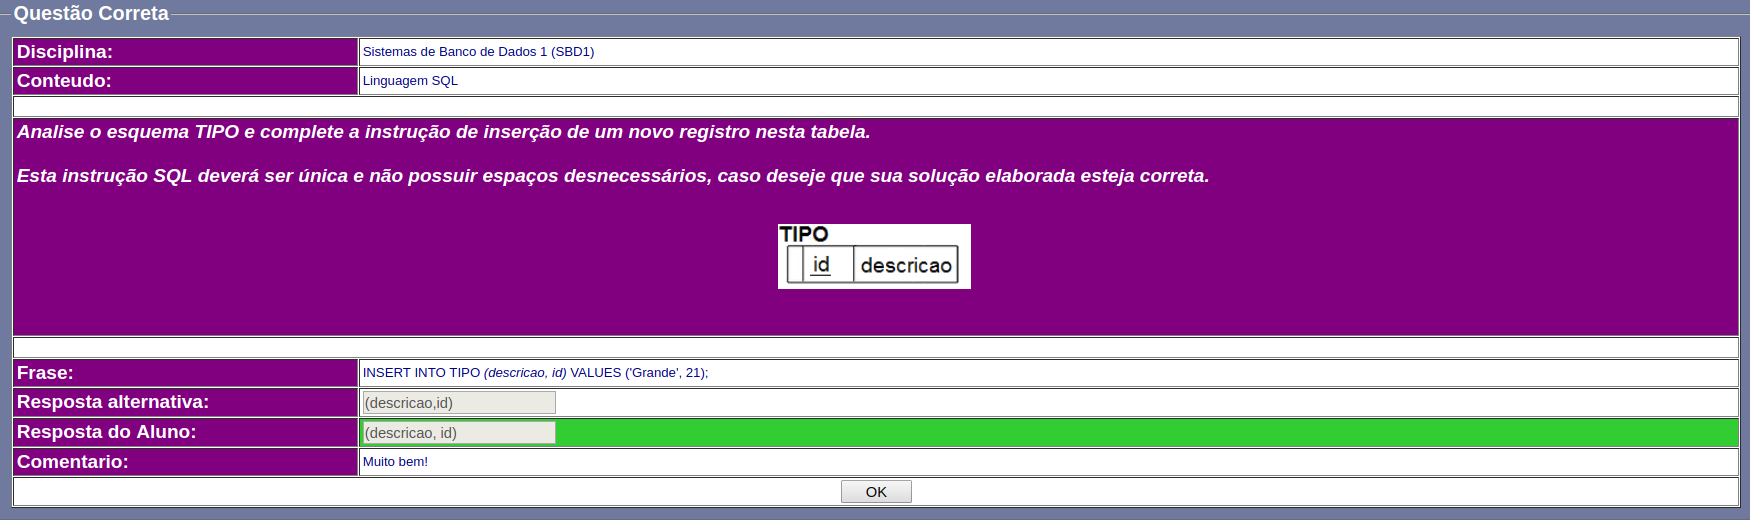 Questão Correta
Disciplina: Sistemas de Banco de Dados 1 (SBD1)
Conteudo: Linguagem SQL
Analise o esquema TIPO e complete a instrução de inserção de um novo registro nesta tabela.
Esta instrução SQL deverá ser única e não possuir espaços desnecessários, caso deseje que sua solução elaborada esteja correta.
TIPO
id descricao
Frase: INSERT INTO TIPO (descricao, id) VALUES ('Grande', 21);
Resposta alternativa: (descricao,id)
Resposta do Aluno: (descricao, id)
Comentario: Muito bem!
OK